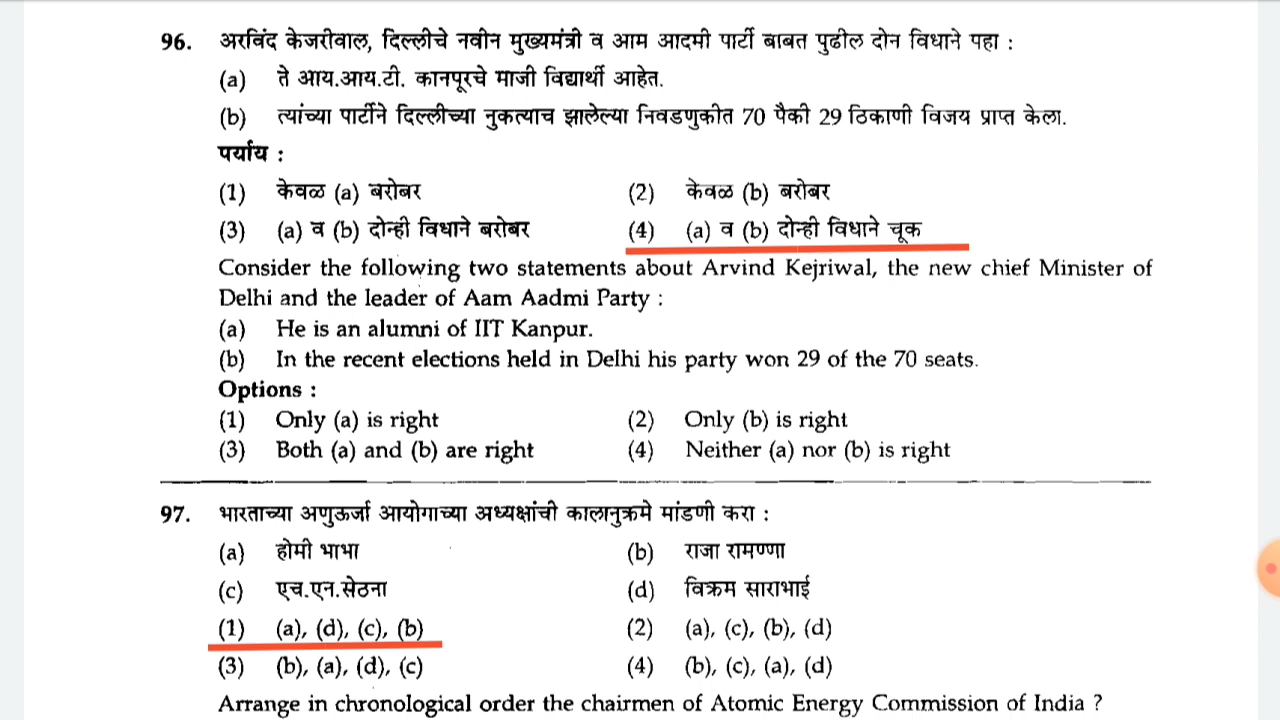 96. अरविंद केजरीवाल, दिल्लीचे नवीन मुख्यमंत्री व आम आदमी पार्टी बाबत पुढील दोन विधाने पहा :
(a) ते आय.आय.टी. कानपूरचे माजी विद्यार्थी आहेत.
(b) त्यांच्या पार्टीने दिल्लीच्या नुकत्याच झालेल्या निवडणुकीत 70 पैकी 29 ठिकाणी विजय प्राप्त केला.
पर्याय :
(1) केवळ (a) बरोबर (2) केवळ (b) बरोबर
(3) (a) व (b) दोन्ही विधाने बरोबर (4) (a) व (b) दोन्ही विधाने चूक
Consider the following two statements about Arvind Kejriwal, the new chief Minister of
Delhi and the leader of Aam Aadmi Party :
(a) He is an alumni of IIT Kanpur.
(b) In the recent elections held in Delhi his party won 29 of the 70 seats.
Options :
(1) Only (a) is right (2) Only (b) is right
(3) Both (a) and (b) are right (4) Neither (a) nor (b) is right
97. भारताच्या अणुऊर्जा आयोगाच्या अध्यक्षांची कालानुक्रमे मांडणी करा :
(a) होमी भाभा (b) राजा रामण्णा
(c) एच.एन.सेठना (d) विक्रम साराभाई
(1) (a), (d), (c), (b) (2) (a), (c), (b), (d)
(3) (b), (a), (d), (c) (4) (b), (c), (a), (d)
Arrange in chronological order the chairmen of Atomic Energy Commission of India ?